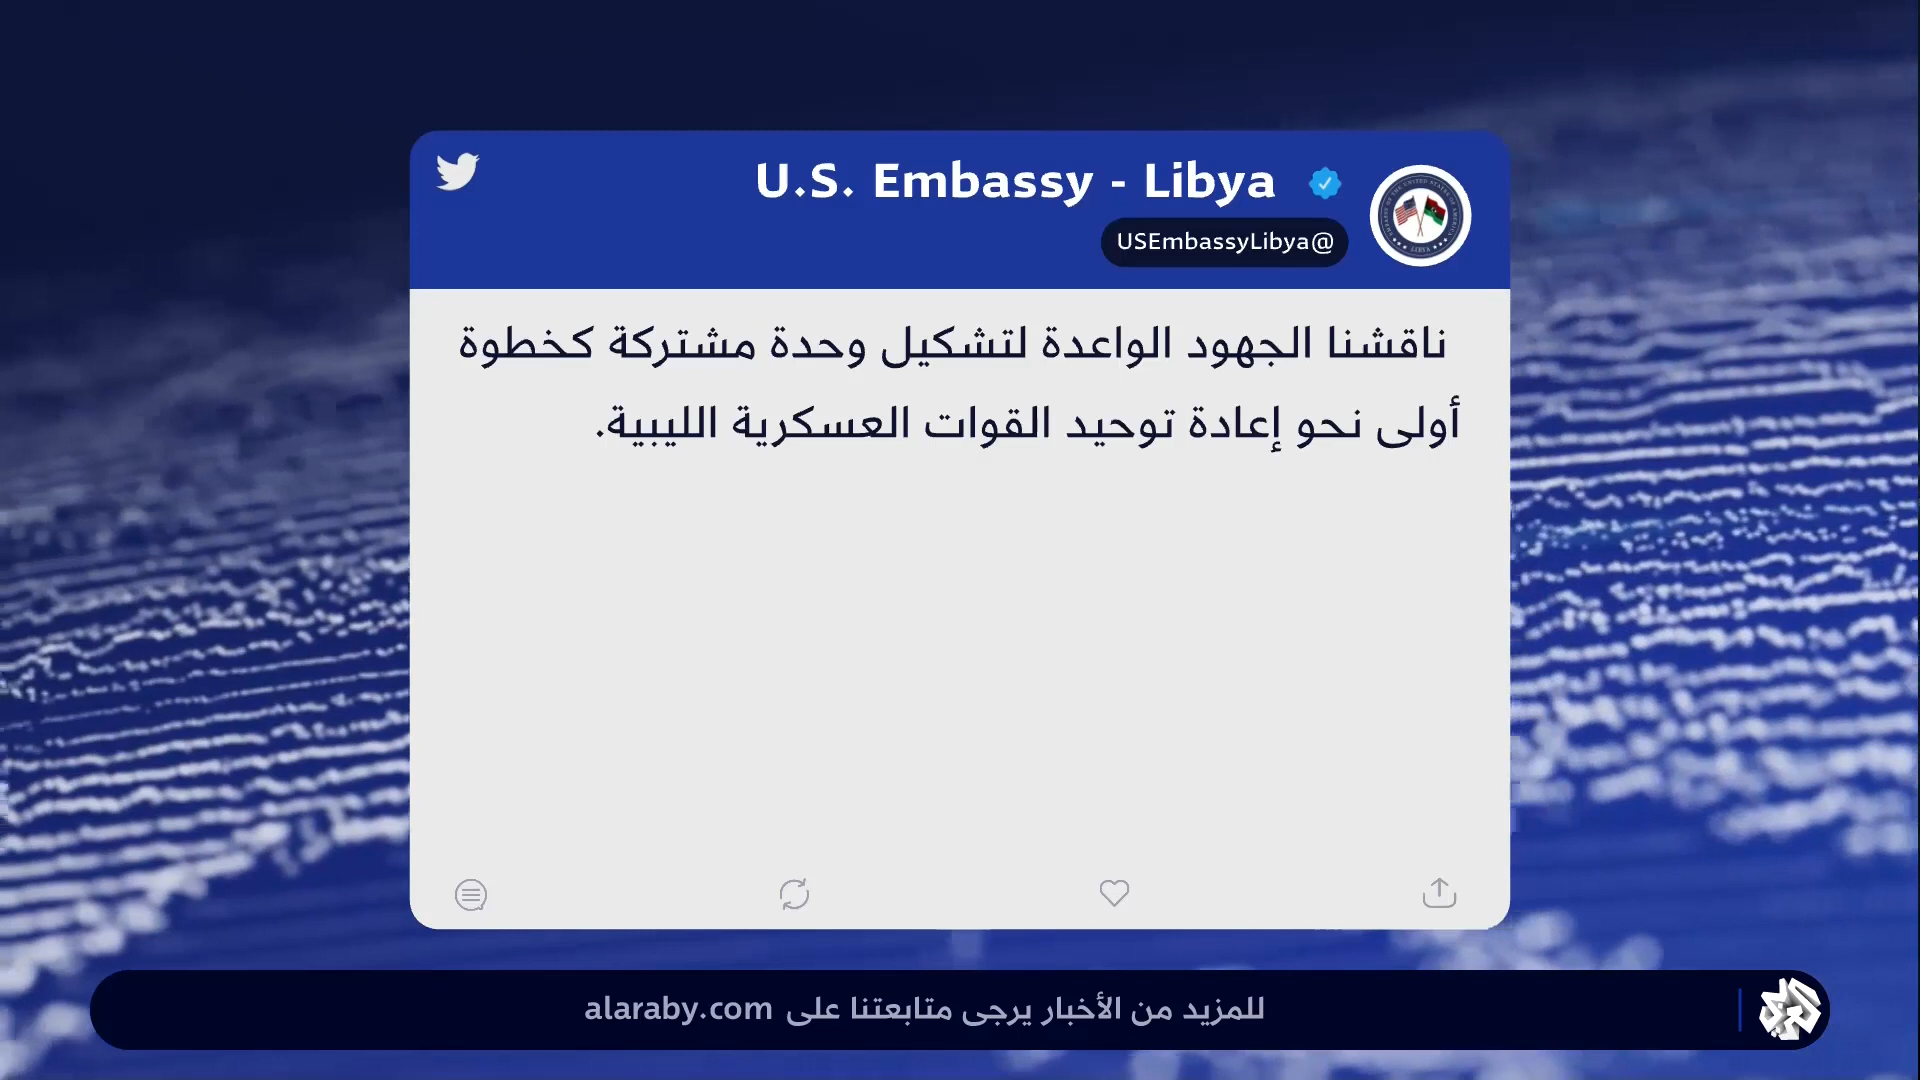 U.S. Embassy - Libya
USEmbassyLibya@
ناقشنا الجهود الواعدة لتشكيل وحدة مشتركة كخطوة
أولى نحو إعادة توحيد القوات العسكرية الليبية.
للمزيد من الأخبار يرجى متابعتنا على alaraby.com